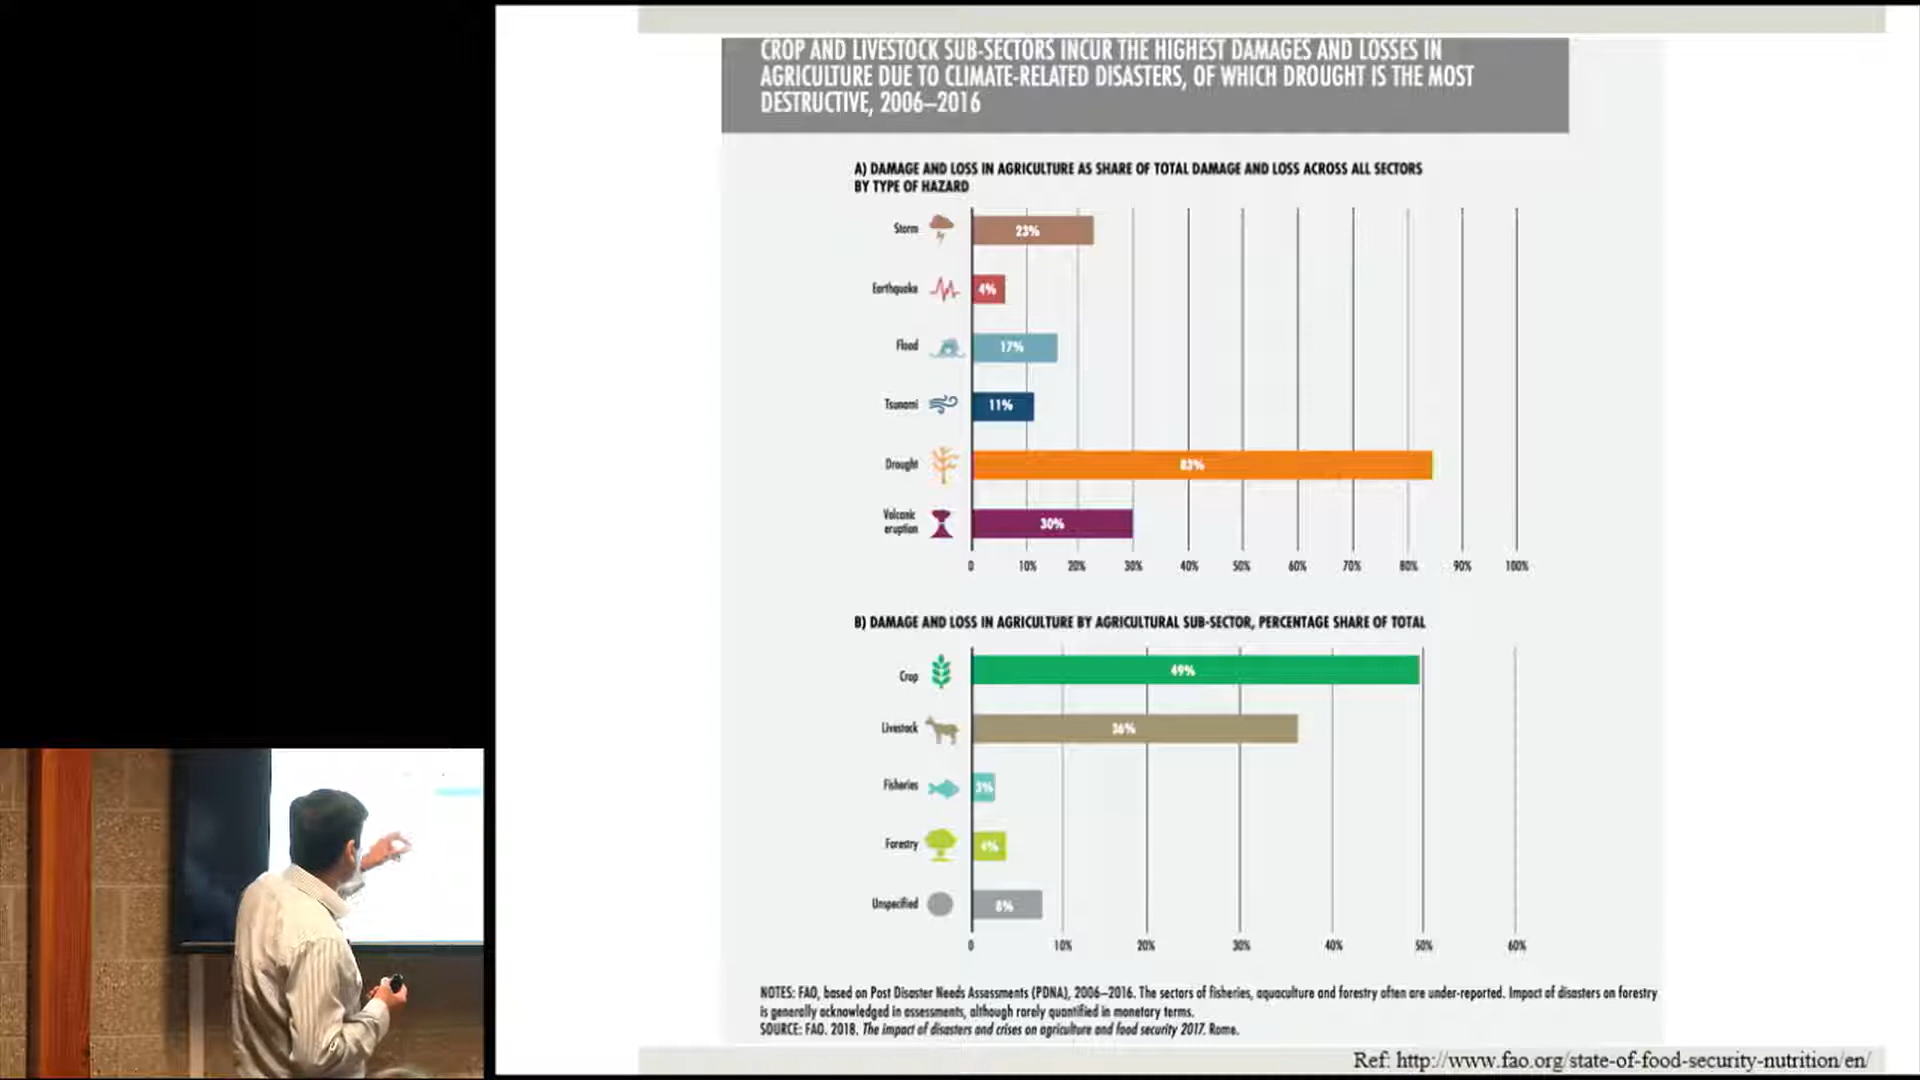 CROP AND LIVESTOCK SUB-SECTORS INCUR THE HIGHEST DAMAGES AND LOSSES IN
AGRICULTURE DUE TO CLIMATE-RELATED DISASTERS, OF WHICH DROUGHT IS THE MOST
DESTRUCTIVE, 2006–2016
A) DAMAGE AND LOSS IN AGRICULTURE AS SHARE OF TOTAL DAMAGE AND LOSS ACROSS ALL SECTORS
BY TYPE OF HAZARD
Storm 23%
Earthquake 4%
Flood 17%
Tsunami 11%
Drought 83%
Volcanic
eruption 30%
0 10% 20% 30% 40% 50% 60% 70% 80% 90% 100%
B) DAMAGE AND LOSS IN AGRICULTURE BY AGRICULTURAL SUB-SECTOR, PERCENTAGE SHARE OF TOTAL
Crop 49%
Livestock 36%
Fisheries 3%
Forestry 4%
Unspecified 8%
0 10% 20% 30% 40% 50% 60%
NOTES: FAO, based on Post Disaster Needs Assessments (PDNA), 2006–2016. The sectors of fisheries, aquaculture and forestry often are under-reported. Impact of disasters on forestry
is generally acknowledged in assessments, although rarely quantified in monetary terms.
SOURCE: FAO. 2018. The impact of disasters and crises on agriculture and food security 2017. Rome.
Ref: http://www.fao.org/state-of-food-security-nutrition/en/